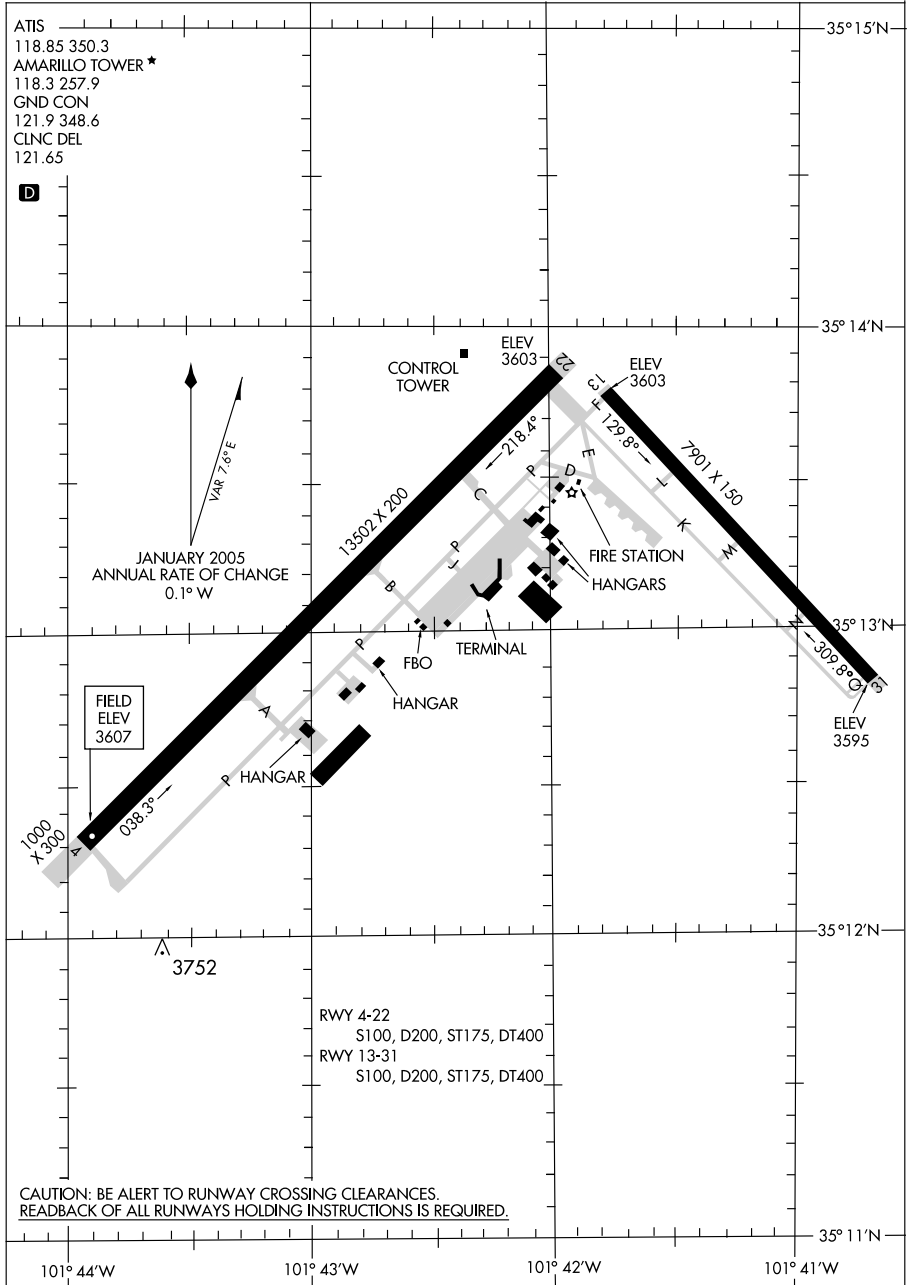 ATIS
118.85 350.3
AMARILLO TOWER ★
118.3 257.9
GND CON
121.9 348.6
CLNC DEL
121.65
D
35°15'N
35°14'N
CONTROL
TOWER
ELEV
3603
22
13
ELEV
3603
F
129.8°
7901 X 150
218.4°
E
P
D
L
C
K
M
VAR 7.6° E
13502 X 200
JANUARY 2005
ANNUAL RATE OF CHANGE
0.1° W
P
J
B
FIRE STATION
HANGARS
35°13'N
N
309.8°
Q
31
ELEV
3595
FBO
TERMINAL
P
HANGAR
FIELD
ELEV
3607
A
HANGAR
P
038.3°
1000
X 300
4
35°12'N
3752
RWY 4-22
S100, D200, ST175, DT400
RWY 13-31
S100, D200, ST175, DT400
CAUTION: BE ALERT TO RUNWAY CROSSING CLEARANCES.
READBACK OF ALL RUNWAYS HOLDING INSTRUCTIONS IS REQUIRED.
35°11'N
101°44'W
101°43'W
101°42'W
101°41'W